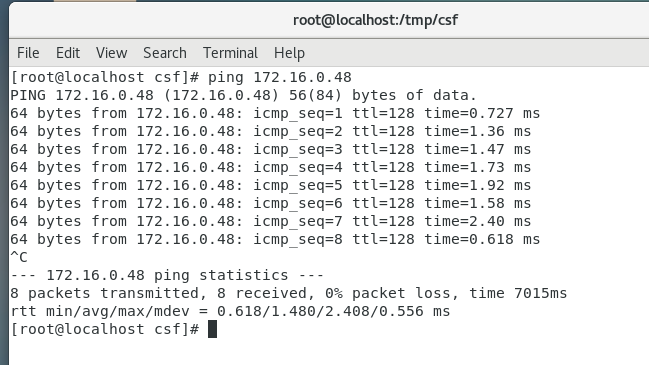 root@localhost:/tmp/csf
File Edit View Search Terminal Help
[root@localhost csf]# ping 172.16.0.48
PING 172.16.0.48 (172.16.0.48) 56(84) bytes of data.
64 bytes from 172.16.0.48: icmp_seq=1 ttl=128 time=0.727 ms
64 bytes from 172.16.0.48: icmp_seq=2 ttl=128 time=1.36 ms
64 bytes from 172.16.0.48: icmp_seq=3 ttl=128 time=1.47 ms
64 bytes from 172.16.0.48: icmp_seq=4 ttl=128 time=1.73 ms
64 bytes from 172.16.0.48: icmp_seq=5 ttl=128 time=1.92 ms
64 bytes from 172.16.0.48: icmp_seq=6 ttl=128 time=1.58 ms
64 bytes from 172.16.0.48: icmp_seq=7 ttl=128 time=2.40 ms
64 bytes from 172.16.0.48: icmp_seq=8 ttl=128 time=0.618 ms
^C
--- 172.16.0.48 ping statistics ---
8 packets transmitted, 8 received, 0% packet loss, time 7015ms
rtt min/avg/max/mdev = 0.618/1.480/2.408/0.556 ms
[root@localhost csf]#